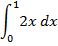 ∫₀¹ 2x dx